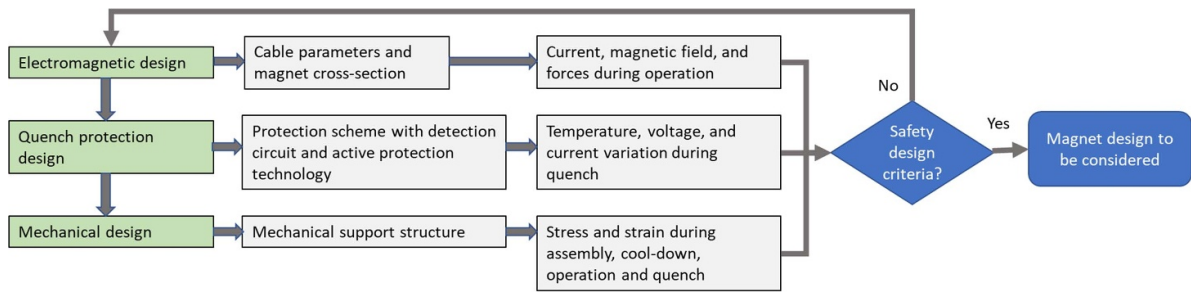 Electromagnetic design
Cable parameters and
magnet cross-section
Current, magnetic field, and
forces during operation
No
Quench protection
design
Protection scheme with detection
circuit and active protection
technology
Temperature, voltage, and
current variation during
quench
Safety
design
criteria?
Yes
Magnet design to
be considered
Mechanical design
Mechanical support structure
Stress and strain during
assembly, cool-down,
operation and quench